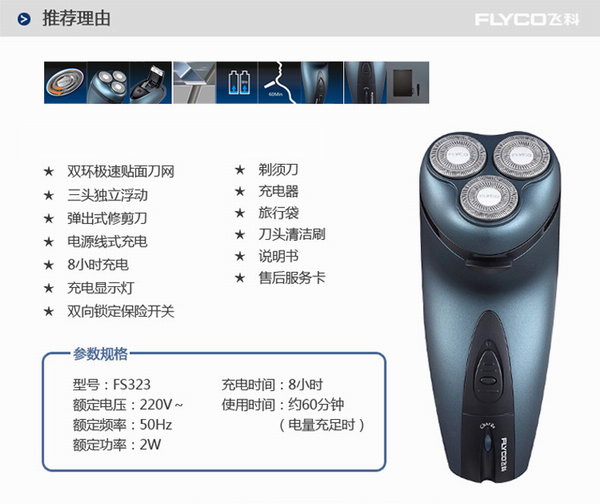 推荐理由
FLYCO飞科
60Min
★ 双环极速贴面刀网
★ 三头独立浮动
★ 弹出式修剪刀
★ 电源线式充电
★ 8小时充电
★ 充电显示灯
★ 双向锁定保险开关
★ 剃须刀
★ 充电器
★ 旅行袋
★ 刀头清洁刷
★ 说明书
★ 售后服务卡
FLYCO
FLYCO
FLYCO
Charge
FLYCO飞科
参数规格
型号：FS323
额定电压：220V～
额定频率：50Hz
额定功率：2W
充电时间：8小时
使用时间：约60分钟
（电量充足时）